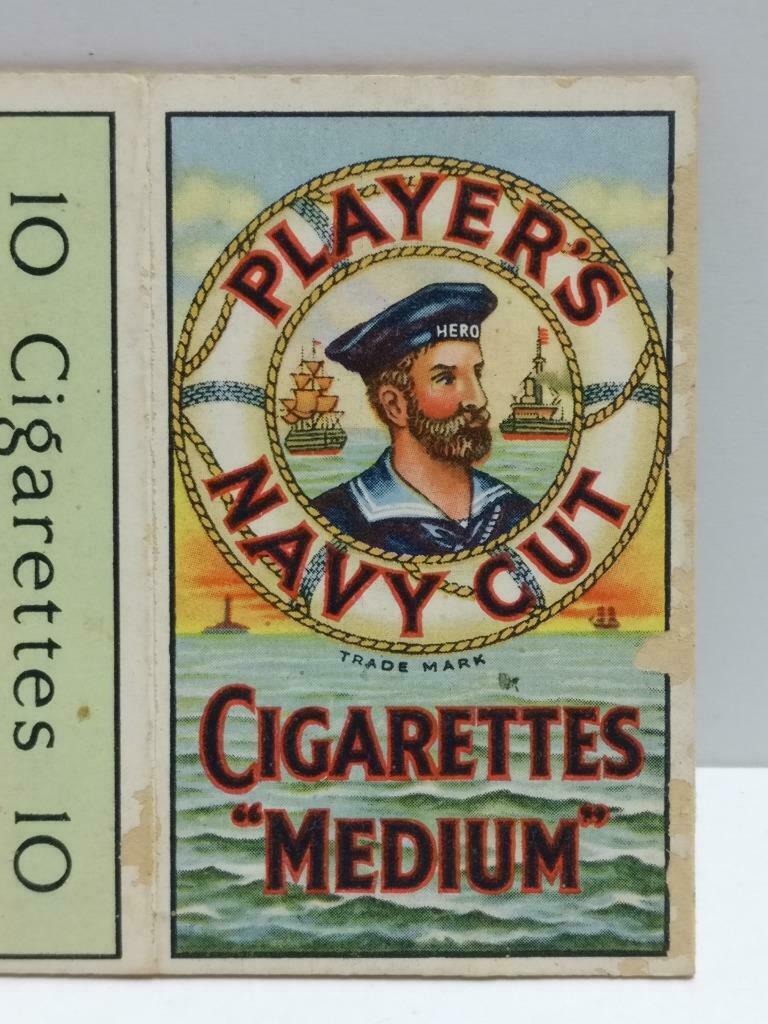 10 Cigarettes 10
PLAYER'S
HERO
NAVY CUT
TRADE MARK
CIGARETTES
"MEDIUM"